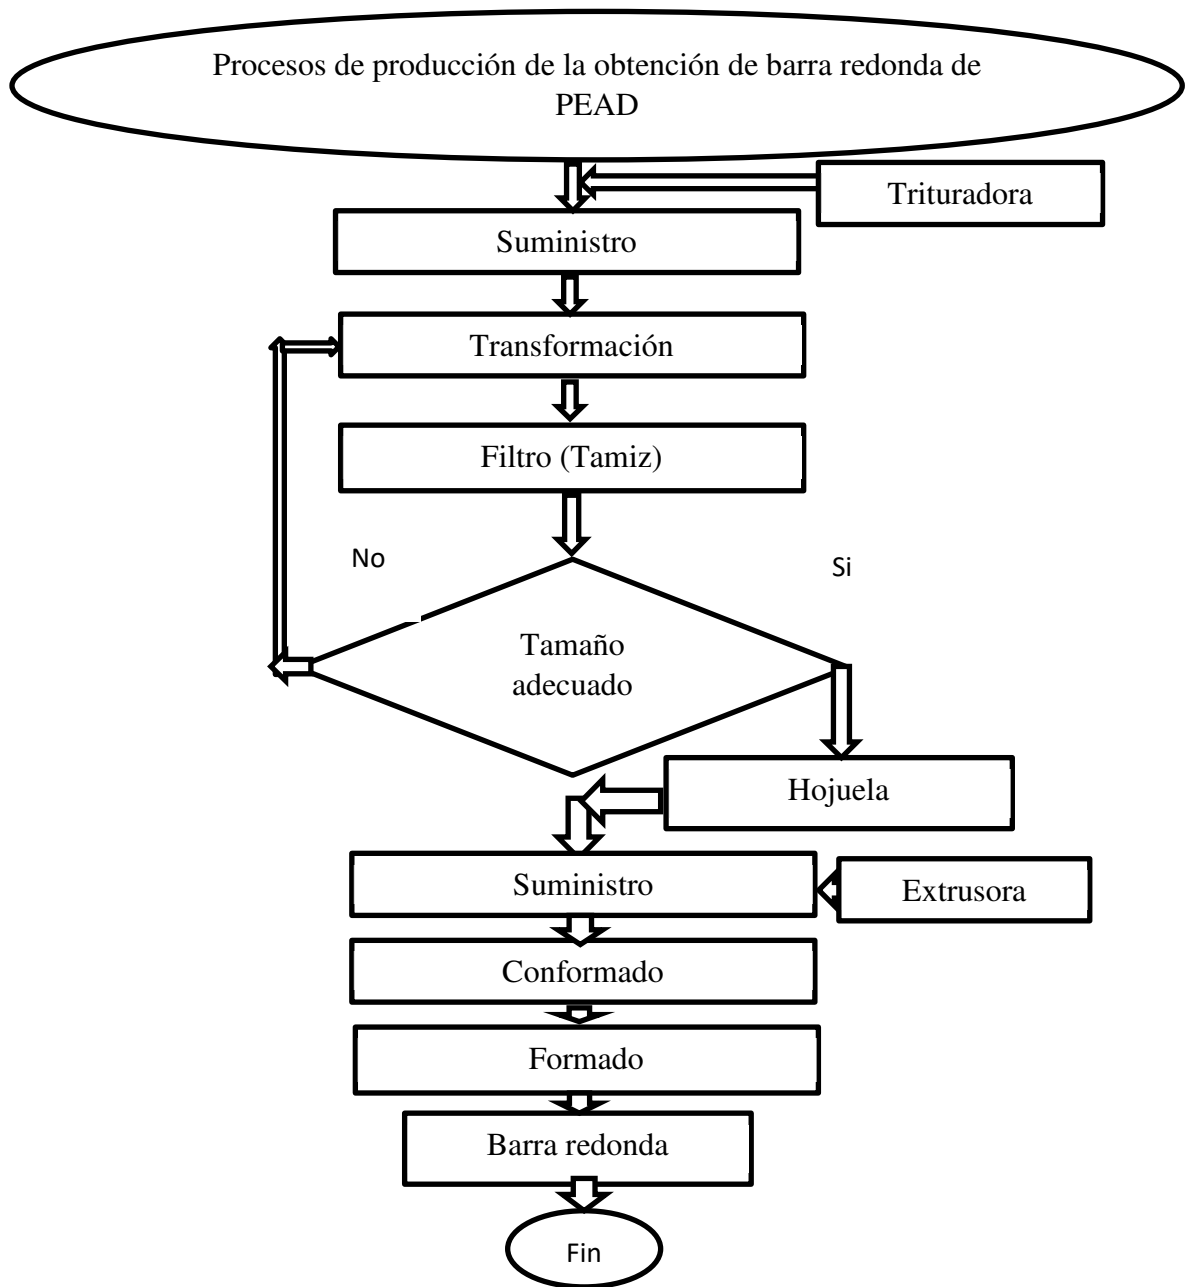 Procesos de producción de la obtención de barra redonda de
PEAD
Trituradora
Suministro
Transformación
Filtro (Tamiz)
No
Si
Tamaño
adecuado
Hojuela
Suministro
Extrusora
Conformado
Formado
Barra redonda
Fin